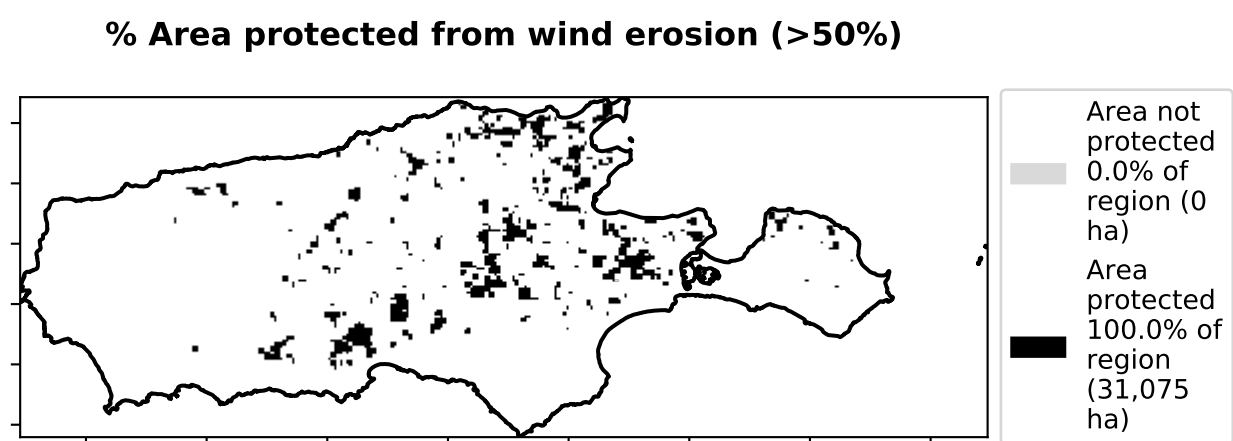 % Area protected from wind erosion (>50%)
Area not
protected
0.0% of
region (0
ha)
Area
protected
100.0% of
region
(31,075
ha)